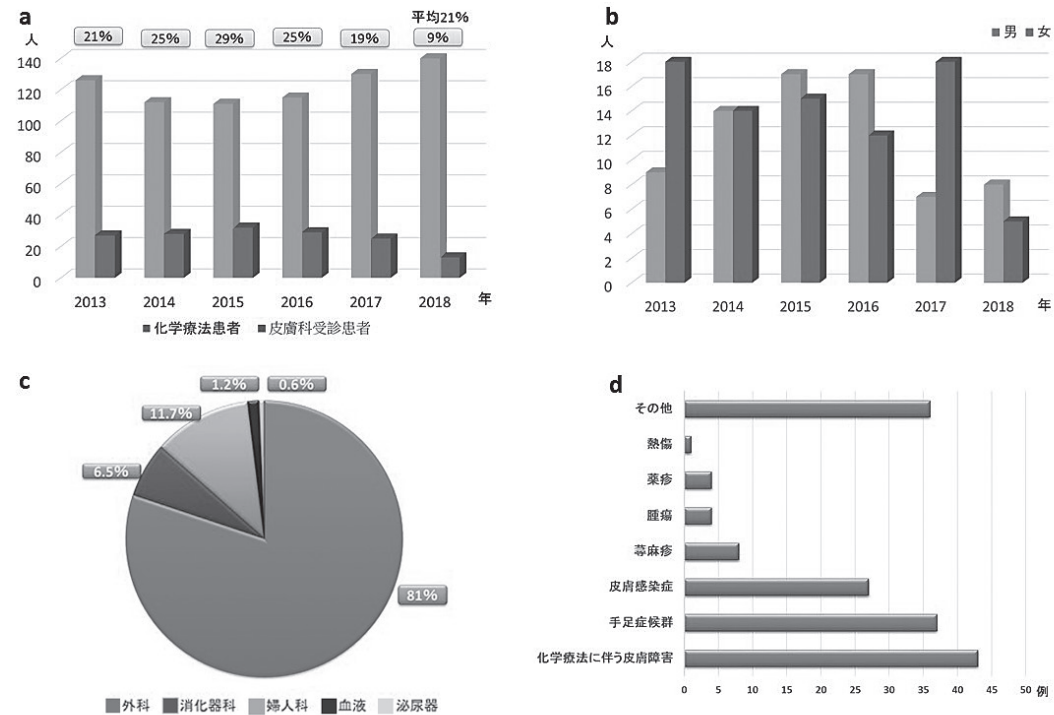 a
平均21%
人
21% 25% 29% 25% 19% 9%
140
120
100
80
60
40
20
0
2013 2014 2015 2016 2017 2018 年
■化学療法患者 ■皮膚科受診患者
b
人
■男 ■女
18
16
14
12
10
8
6
4
2
0
2013 2014 2015 2016 2017 2018 年
c
1.2% 0.6%
11.7%
6.5%
81%
■外科 ■消化器科 ■婦人科 ■血液 ■泌尿器
d
その他
熱傷
薬疹
腫瘍
蕁麻疹
皮膚感染症
手足症候群
化学療法に伴う皮膚障害
0 5 10 15 20 25 30 35 40 45 50 例